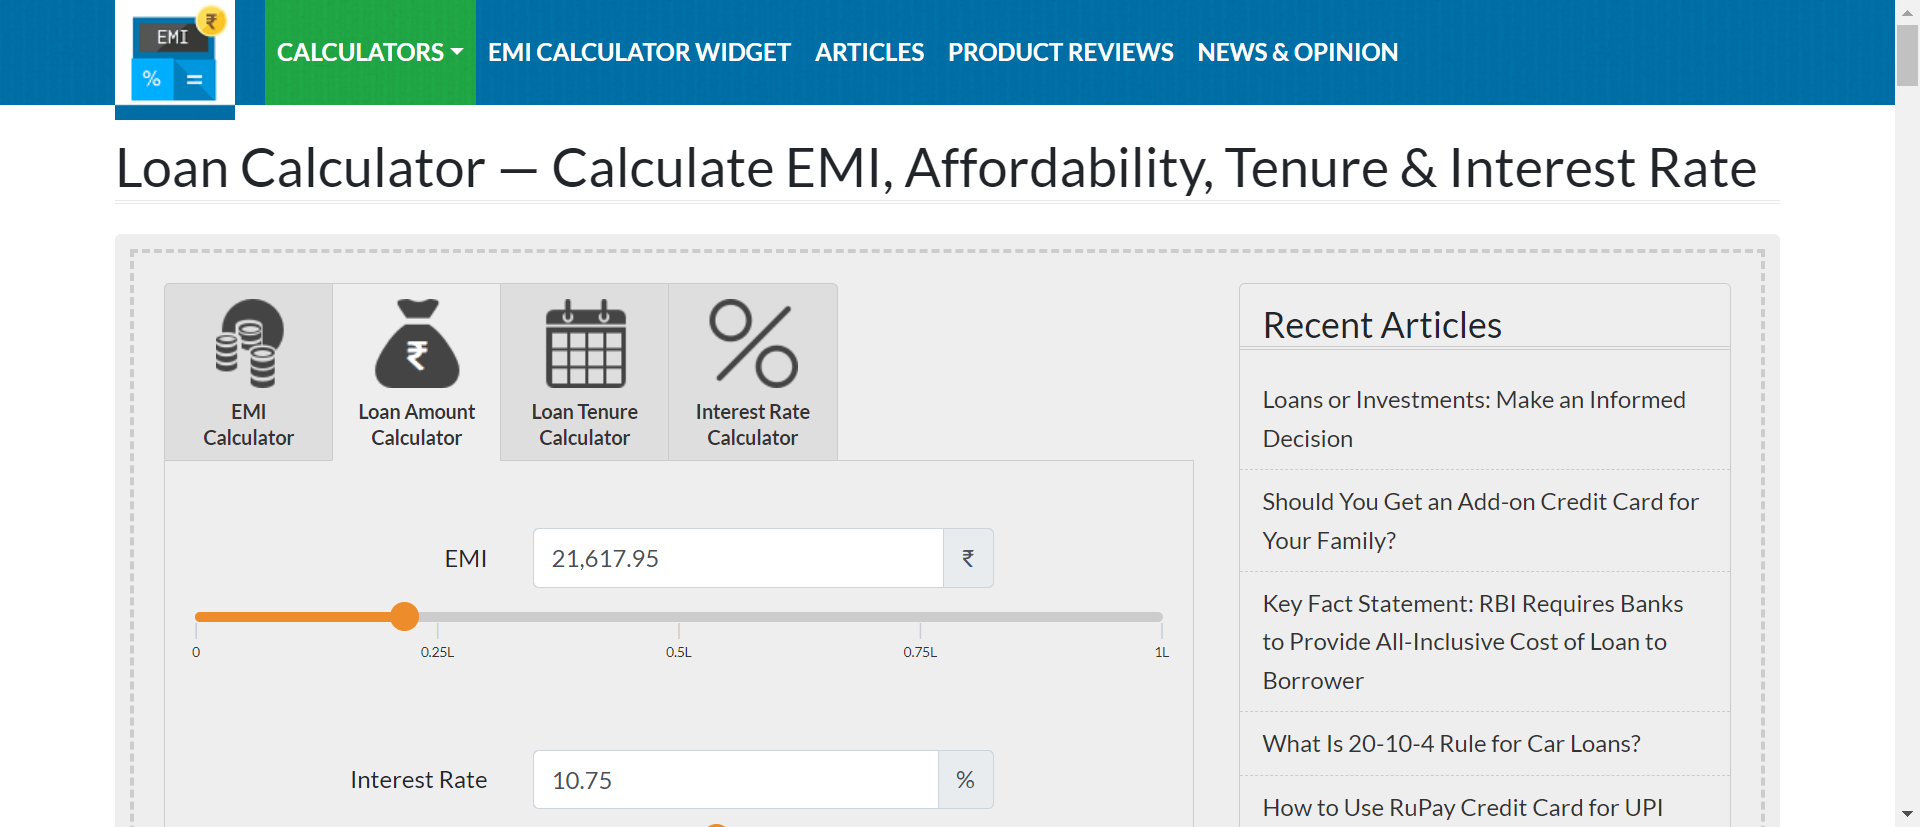 EMI
₹
%
=
CALCULATORS
EMI CALCULATOR WIDGET
ARTICLES
PRODUCT REVIEWS
NEWS & OPINION
Loan Calculator — Calculate EMI, Affordability, Tenure & Interest Rate
EMI
Calculator
₹
Loan Amount
Calculator
Loan Tenure
Calculator
Interest Rate
Calculator
EMI
21,617.95
₹
0
0.25L
0.5L
0.75L
1L
Interest Rate
10.75
%
Recent Articles
Loans or Investments: Make an Informed
Decision
Should You Get an Add-on Credit Card for
Your Family?
Key Fact Statement: RBI Requires Banks
to Provide All-Inclusive Cost of Loan to
Borrower
What Is 20-10-4 Rule for Car Loans?
How to Use RuPay Credit Card for UPI